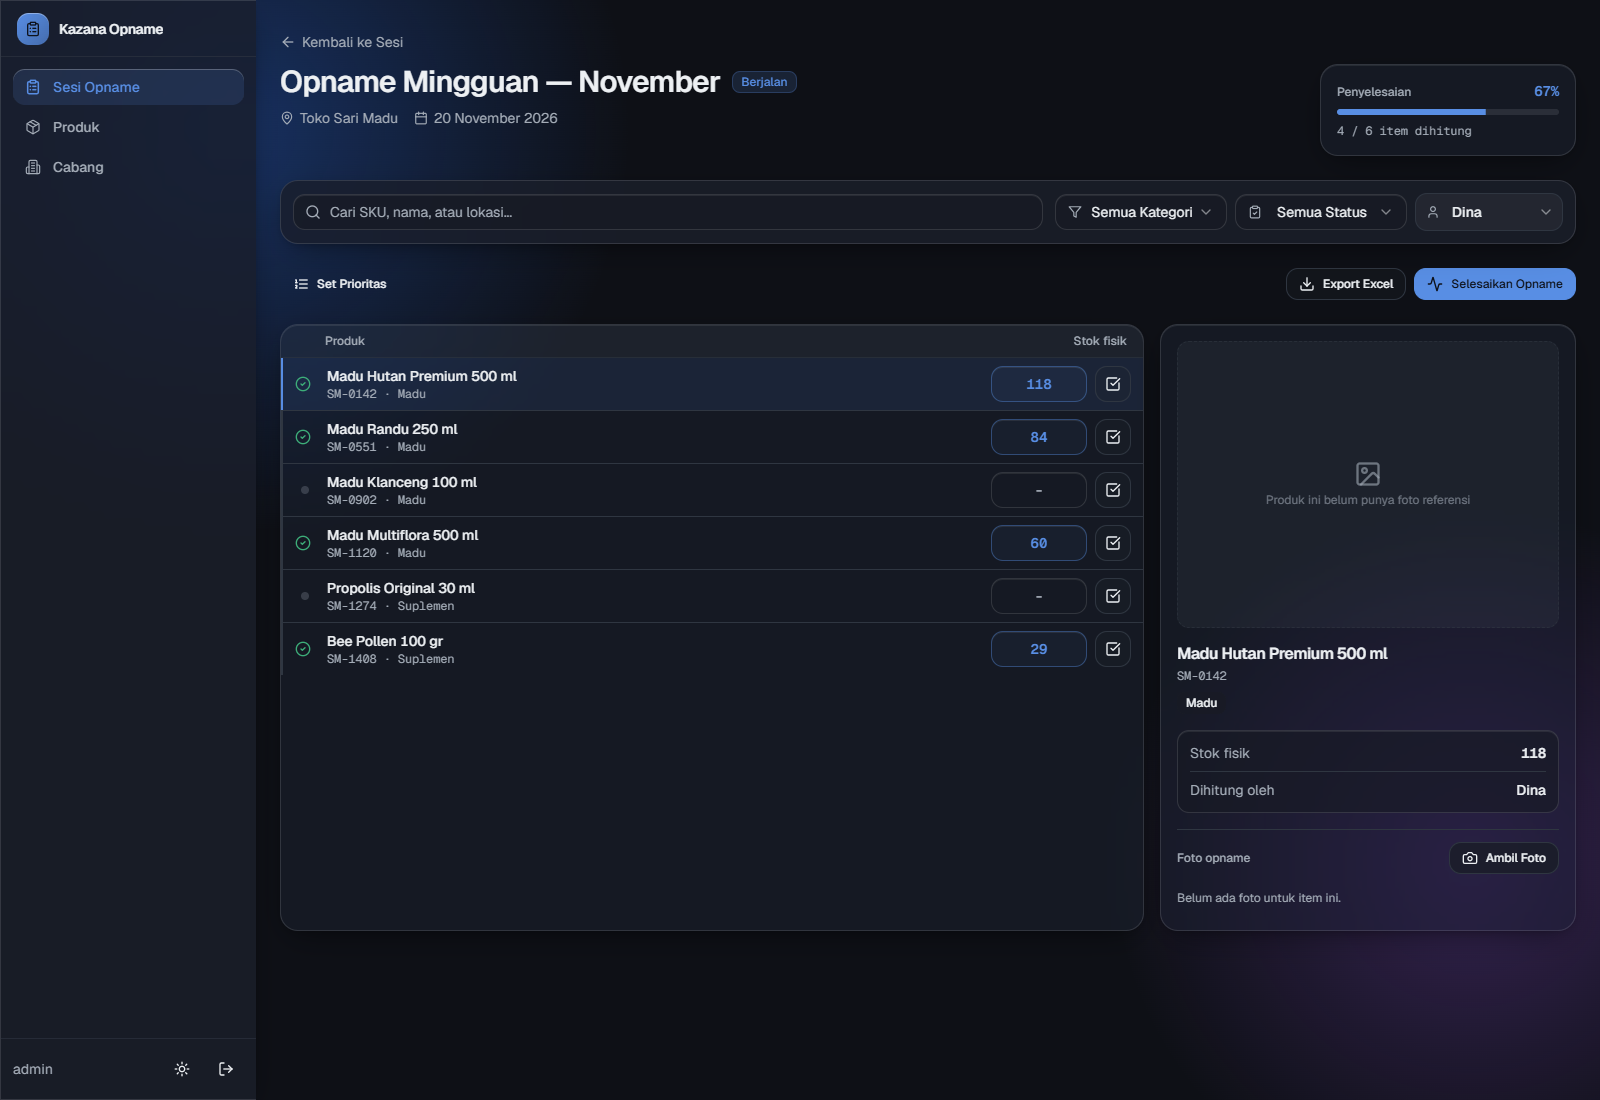 Kazana Opname
Sesi Opname
Produk
Cabang
admin
Kembali ke Sesi
Opname Mingguan — November
Berjalan
Toko Sari Madu
20 November 2026
Penyelesaian
67%
4 / 6 item dihitung
Cari SKU, nama, atau lokasi...
Semua Kategori
Semua Status
Dina
Set Prioritas
Export Excel
Selesaikan Opname
Produk
Stok fisik
Madu Hutan Premium 500 ml
SM-0142 · Madu
118
Madu Randu 250 ml
SM-0551 · Madu
84
Madu Klanceng 100 ml
SM-0902 · Madu
-
Madu Multiflora 500 ml
SM-1120 · Madu
60
Propolis Original 30 ml
SM-1274 · Suplemen
-
Bee Pollen 100 gr
SM-1408 · Suplemen
29
Produk ini belum punya foto referensi
Madu Hutan Premium 500 ml
SM-0142
Madu
Stok fisik
118
Dihitung oleh
Dina
Foto opname
Ambil Foto
Belum ada foto untuk item ini.